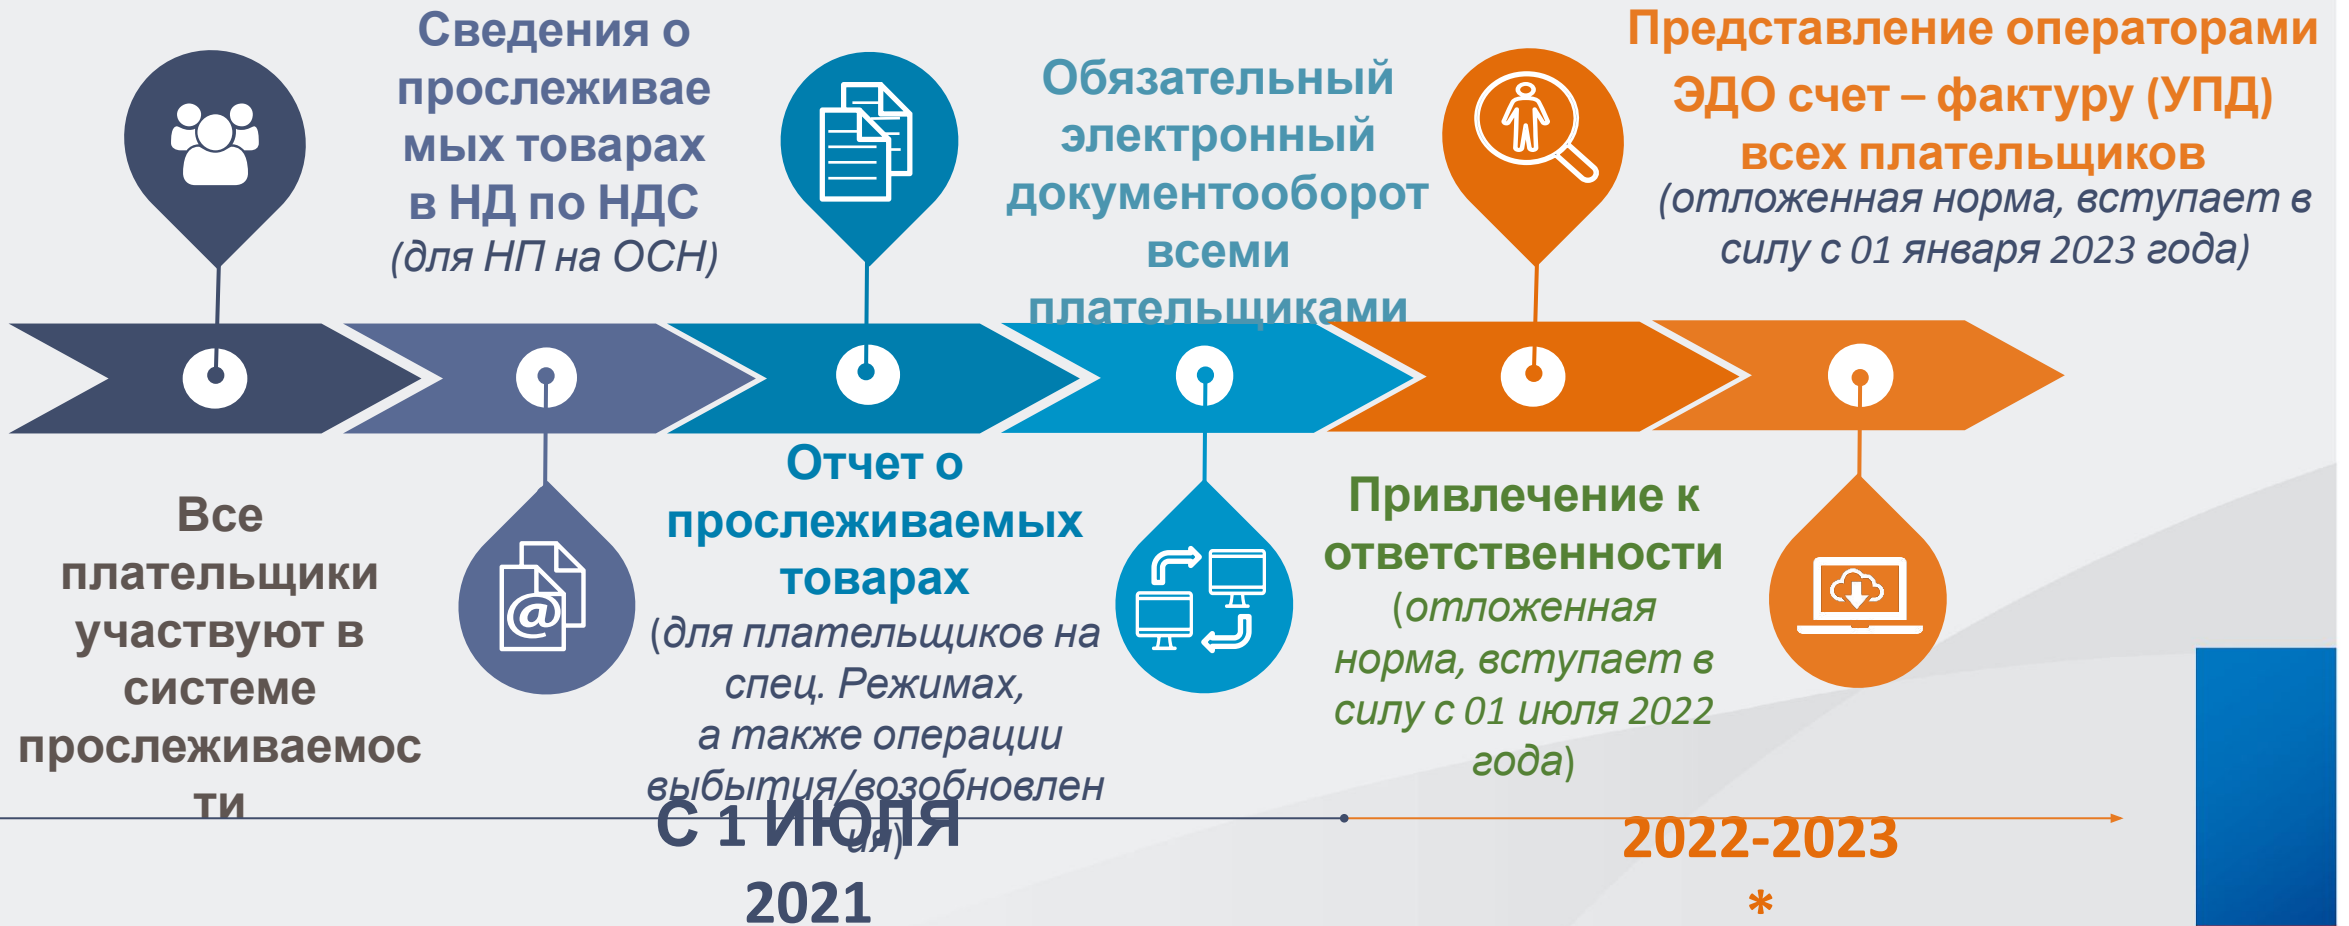 Сведения о
прослеживае
мых товарах
в НД по НДС
(для НП на ОСН)
Обязательный
электронный
документооборот
всеми
плательщиками
Представление операторами
ЭДО счет – фактуру (УПД)
всех плательщиков
(отложенная норма, вступает в
силу с 01 января 2023 года)
Все
плательщики
участвуют в
системе
прослеживаемос
ти
@
Отчет о
прослеживаемых
товарах
(для плательщиков на
спец. Режимах,
а также операции
выбытия/возобновлен
ия)
Привлечение к
ответственности
(отложенная
норма, вступает в
силу с 01 июля 2022
года)
С 1 ИЮЛЯ
2021
2022-2023
*